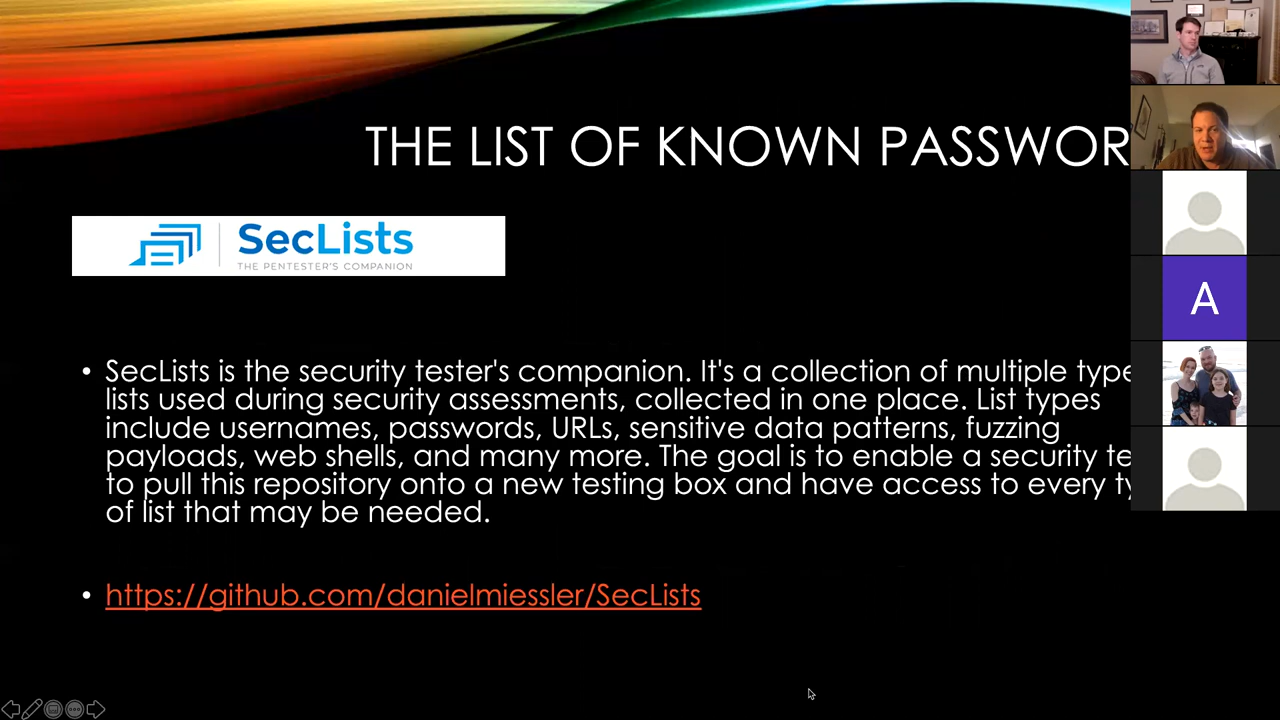 THE LIST OF KNOWN PASSWOR
SecLists
THE PENTESTER'S COMPANION
A
• SecLists is the security tester's companion. It's a collection of multiple type
lists used during security assessments, collected in one place. List types
include usernames, passwords, URLs, sensitive data patterns, fuzzing
payloads, web shells, and many more. The goal is to enable a security te
to pull this repository onto a new testing box and have access to every ty
of list that may be needed.
• https://github.com/danielmiessler/SecLists